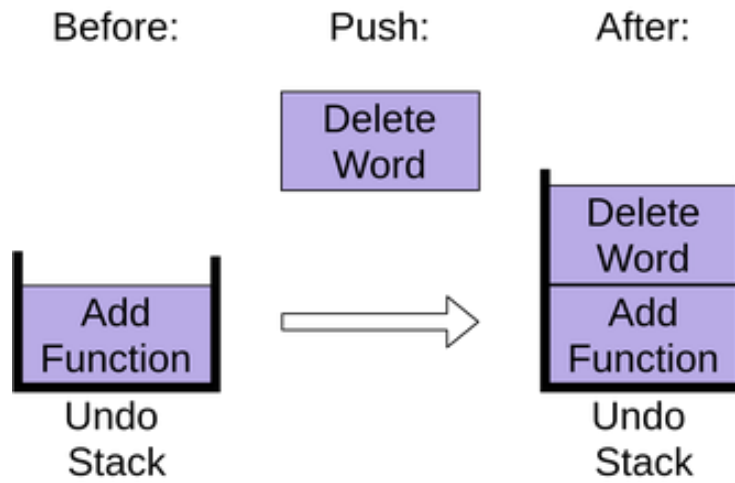 Before:
Push:
After:
Delete
Word
Delete
Word
Add
Function
Add
Function
Undo
Stack
Undo
Stack